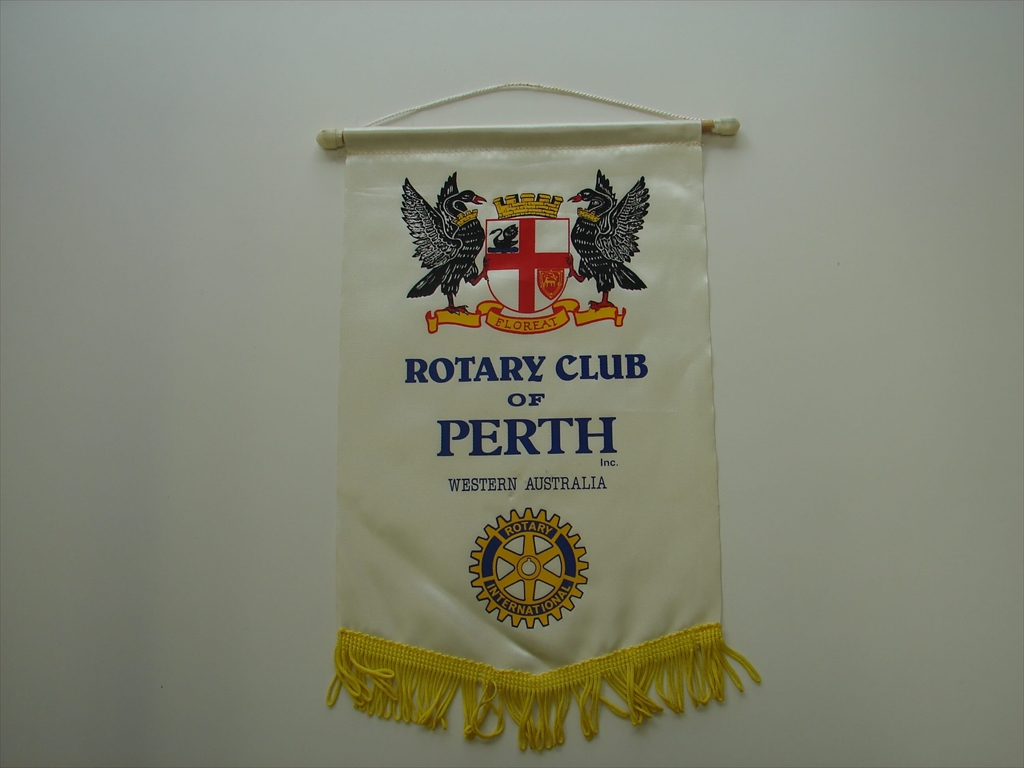 FLOREAT
ROTARY CLUB
OF
PERTH
Inc.
WESTERN AUSTRALIA
ROTARY
INTERNATIONAL